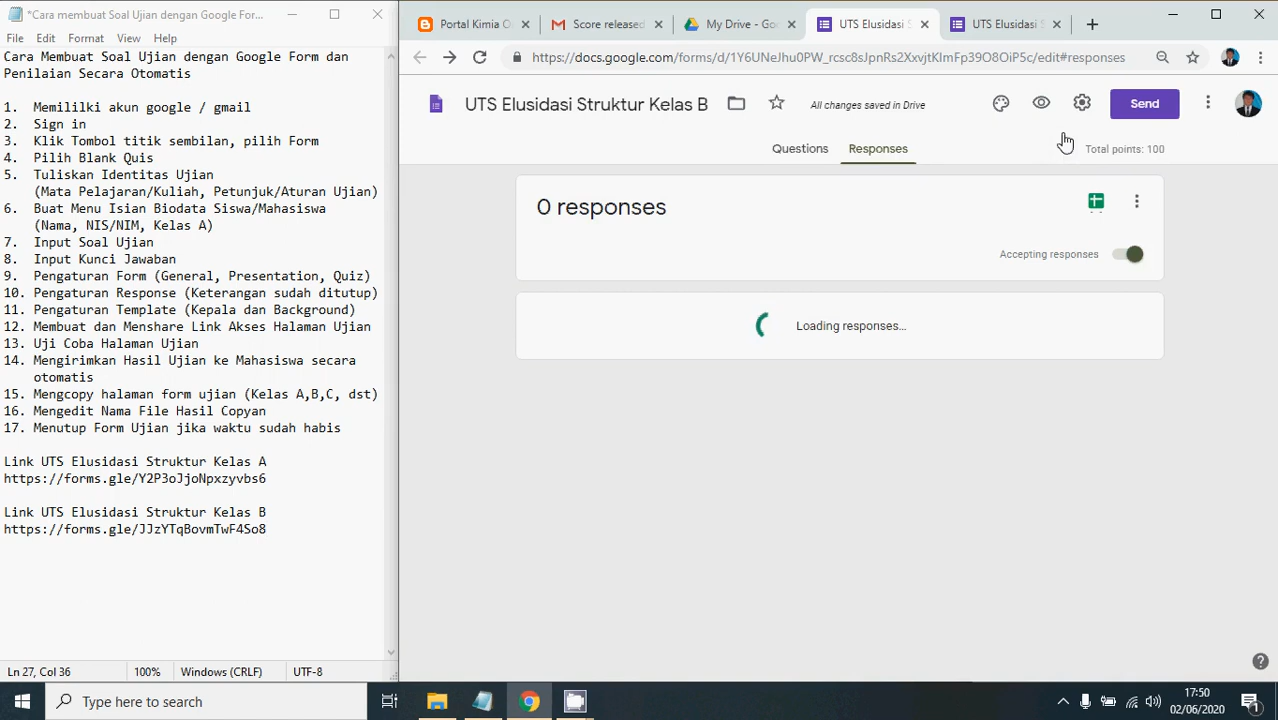 *Cara membuat Soal Ujian dengan Google For...
File Edit Format View Help
Cara Membuat Soal Ujian dengan Google Form dan
Penilaian Secara Otomatis
1. Memililki akun google / gmail
2. Sign in
3. Klik Tombol titik sembilan, pilih Form
4. Pilih Blank Quis
5. Tuliskan Identitas Ujian
(Mata Pelajaran/Kuliah, Petunjuk/Aturan Ujian)
6. Buat Menu Isian Biodata Siswa/Mahasiswa
(Nama, NIS/NIM, Kelas A)
7. Input Soal Ujian
8. Input Kunci Jawaban
9. Pengaturan Form (General, Presentation, Quiz)
10. Pengaturan Response (Keterangan sudah ditutup)
11. Pengaturan Template (Kepala dan Background)
12. Membuat dan Menshare Link Akses Halaman Ujian
13. Uji Coba Halaman Ujian
14. Mengirimkan Hasil Ujian ke Mahasiswa secara
otomatis
15. Mengcopy halaman form ujian (Kelas A,B,C, dst)
16. Mengedit Nama File Hasil Copyan
17. Menutup Form Ujian jika waktu sudah habis
Link UTS Elusidasi Struktur Kelas A
https://forms.gle/Y2P3oJjoNpxzyvbs6
Link UTS Elusidasi Struktur Kelas B
https://forms.gle/JJzYTqBovmTwF4So8
Ln 27, Col 36 100% Windows (CRLF) UTF-8
Portal Kimia O Score released My Drive - Goo UTS Elusidasi S UTS Elusidasi S
https://docs.google.com/forms/d/1Y6UNeJhu0PW_rcsc8sJpnRs2XxvjtKImFp39O8OiP5c/edit#responses
UTS Elusidasi Struktur Kelas B All changes saved in Drive Send
Questions Responses Total points: 100
0 responses
Accepting responses
Loading responses...
Type here to search
17:50
02/06/2020
1